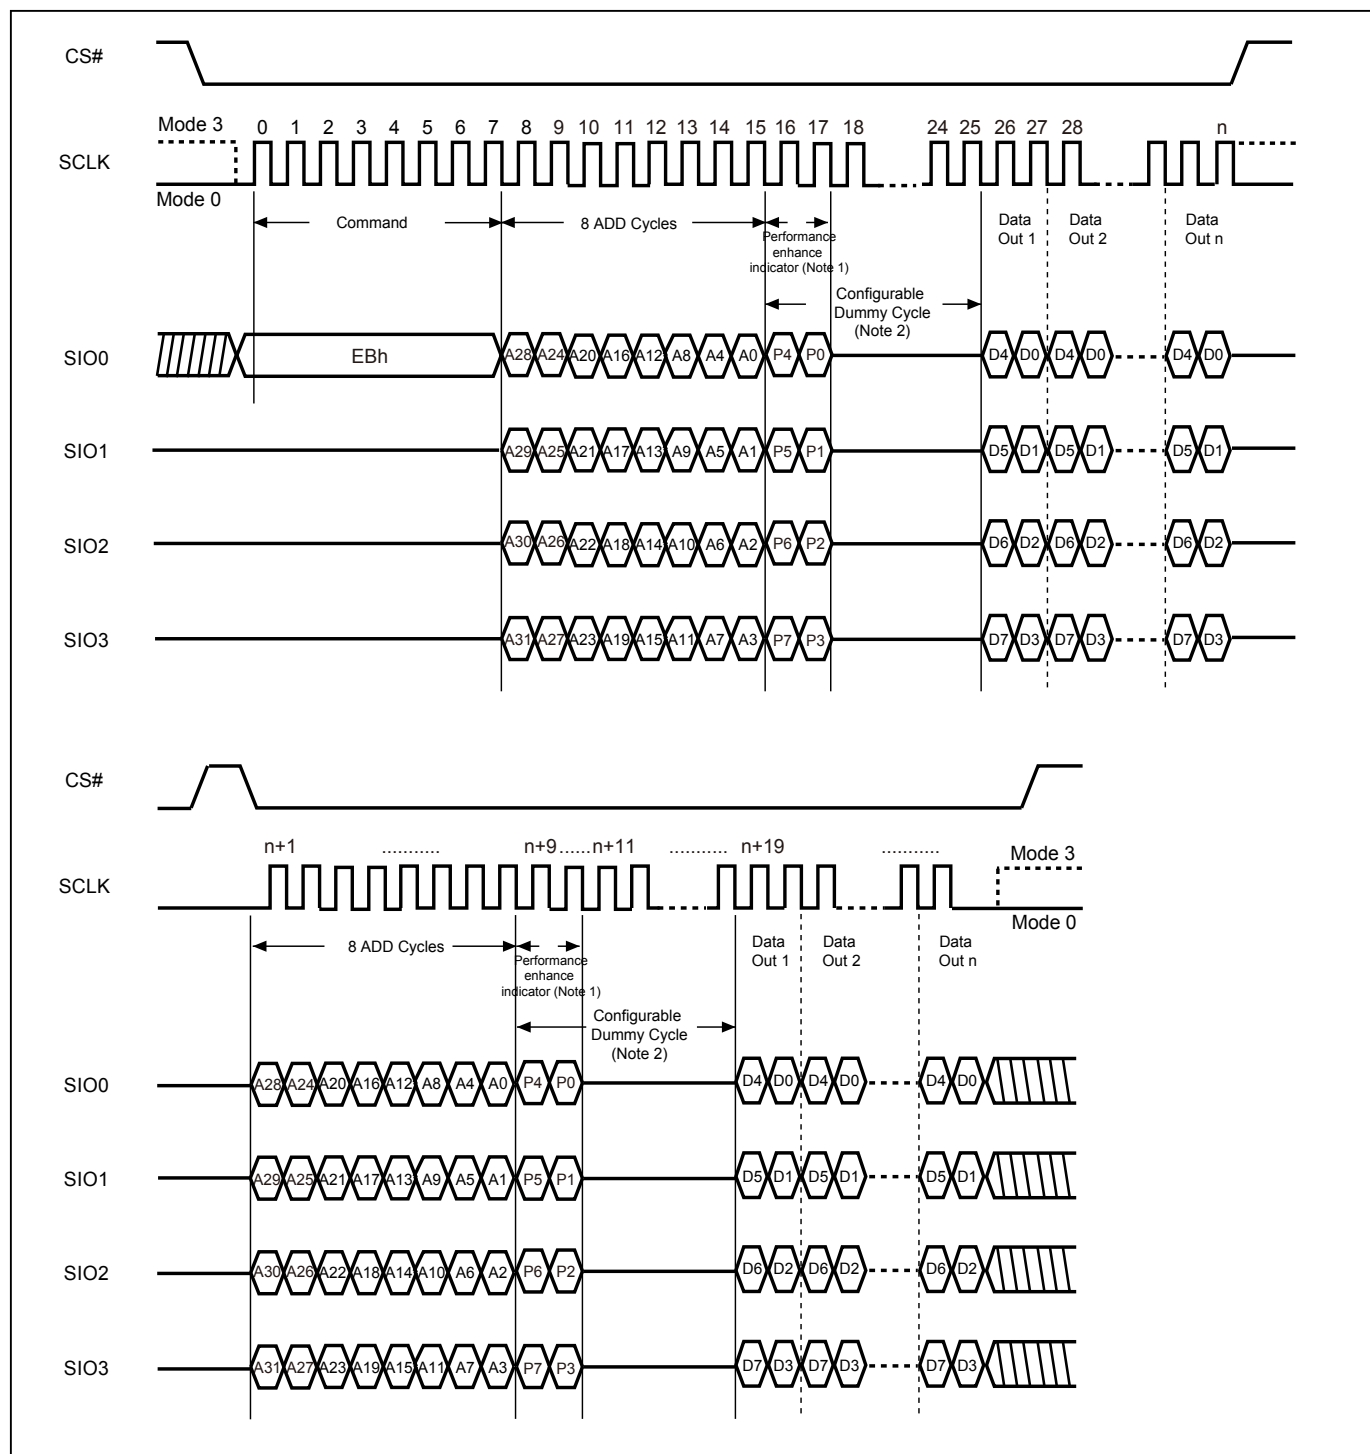 CS#
Mode 3
0 1 2 3 4 5 6 7 8 9 10 11 12 13 14 15 16 17 18 24 25 26 27 28 n
SCLK
Mode 0
Command
8 ADD Cycles
Performance
enhance
indicator (Note 1)
Data
Out 1
Data
Out 2
Data
Out n
Configurable
Dummy Cycle
(Note 2)
SIO0 EBh A28 A24 A20 A16 A12 A8 A4 A0 P4 P0 D4 D0 D4 D0 D4 D0
SIO1 A29 A25 A21 A17 A13 A9 A5 A1 P5 P1 D5 D1 D5 D1 D5 D1
SIO2 A30 A26 A22 A18 A14 A10 A6 A2 P6 P2 D6 D2 D6 D2 D6 D2
SIO3 A31 A27 A23 A19 A15 A11 A7 A3 P7 P3 D7 D3 D7 D3 D7 D3
CS#
n+1 ........... n+9 ...... n+11 ........... n+19 ...........
Mode 3
SCLK
Mode 0
8 ADD Cycles
Performance
enhance
indicator (Note 1)
Data
Out 1
Data
Out 2
Data
Out n
Configurable
Dummy Cycle
(Note 2)
SIO0 A28 A24 A20 A16 A12 A8 A4 A0 P4 P0 D4 D0 D4 D0 D4 D0
SIO1 A29 A25 A21 A17 A13 A9 A5 A1 P5 P1 D5 D1 D5 D1 D5 D1
SIO2 A30 A26 A22 A18 A14 A10 A6 A2 P6 P2 D6 D2 D6 D2 D6 D2
SIO3 A31 A27 A23 A19 A15 A11 A7 A3 P7 P3 D7 D3 D7 D3 D7 D3